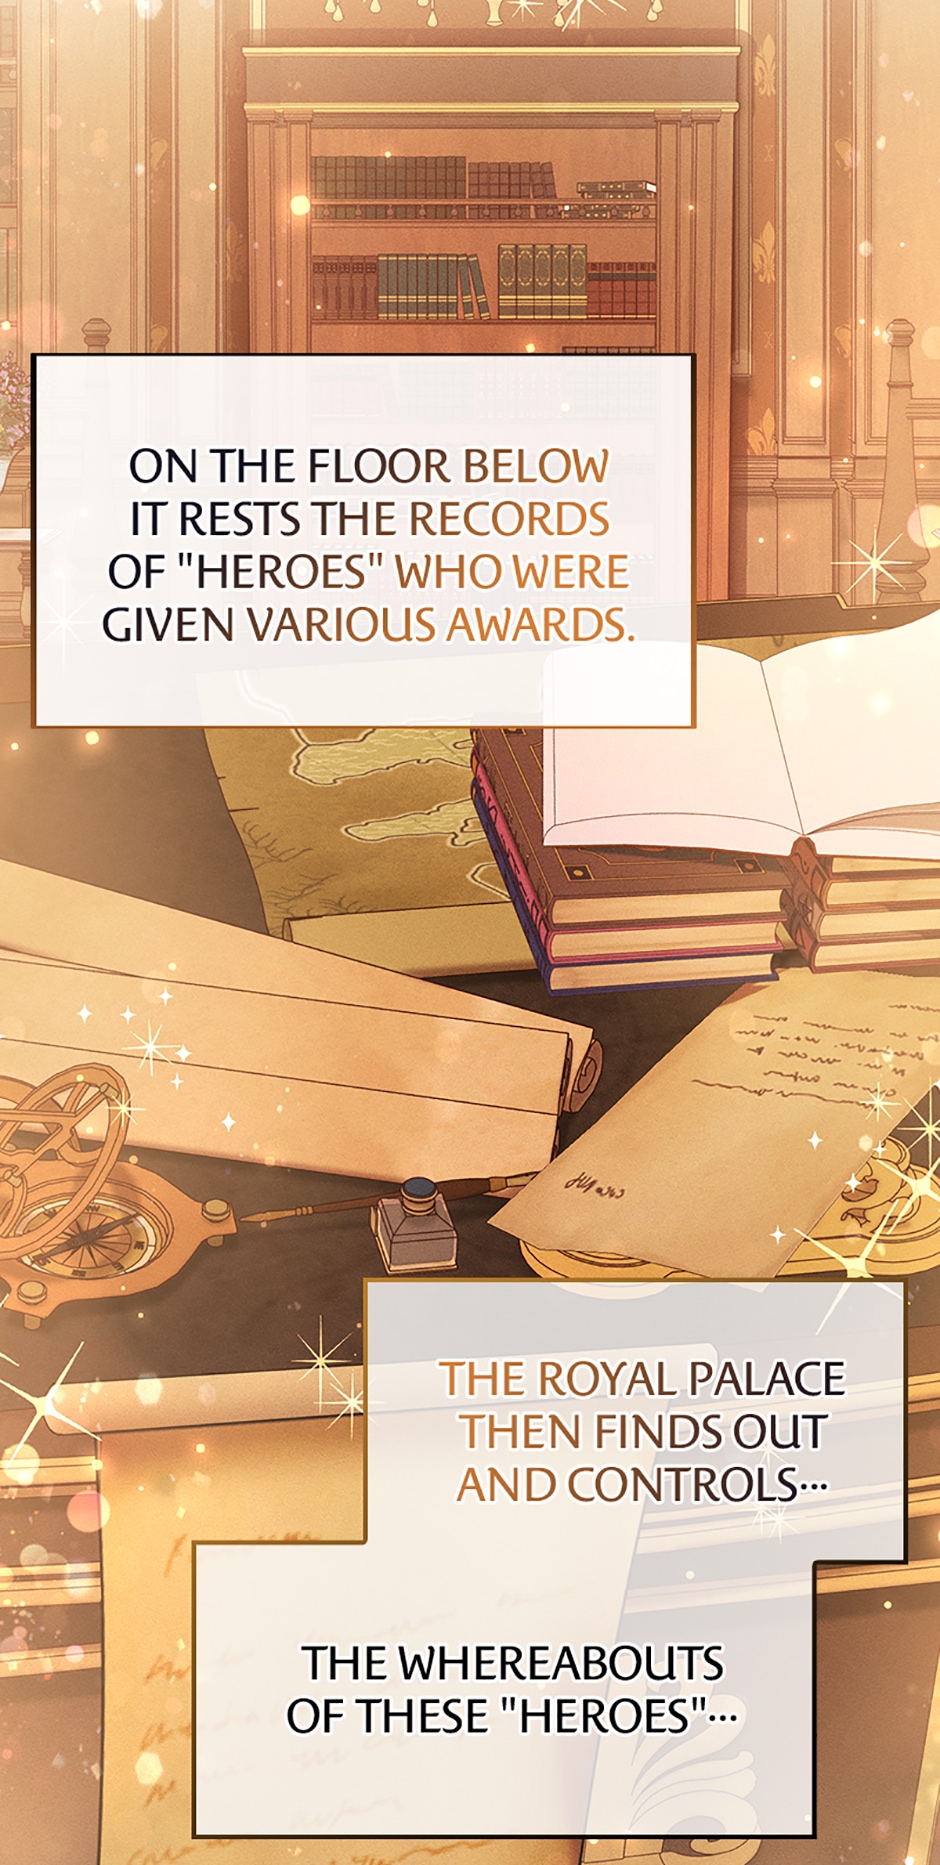 ON THE FLOOR BELOW
IT RESTS THE RECORDS
OF "HEROES" WHO WERE
GIVEN VARIOUS AWARDS.
THE ROYAL PALACE
THEN FINDS OUT
AND CONTROLS...
THE WHEREABOUTS
OF THESE "HEROES"...